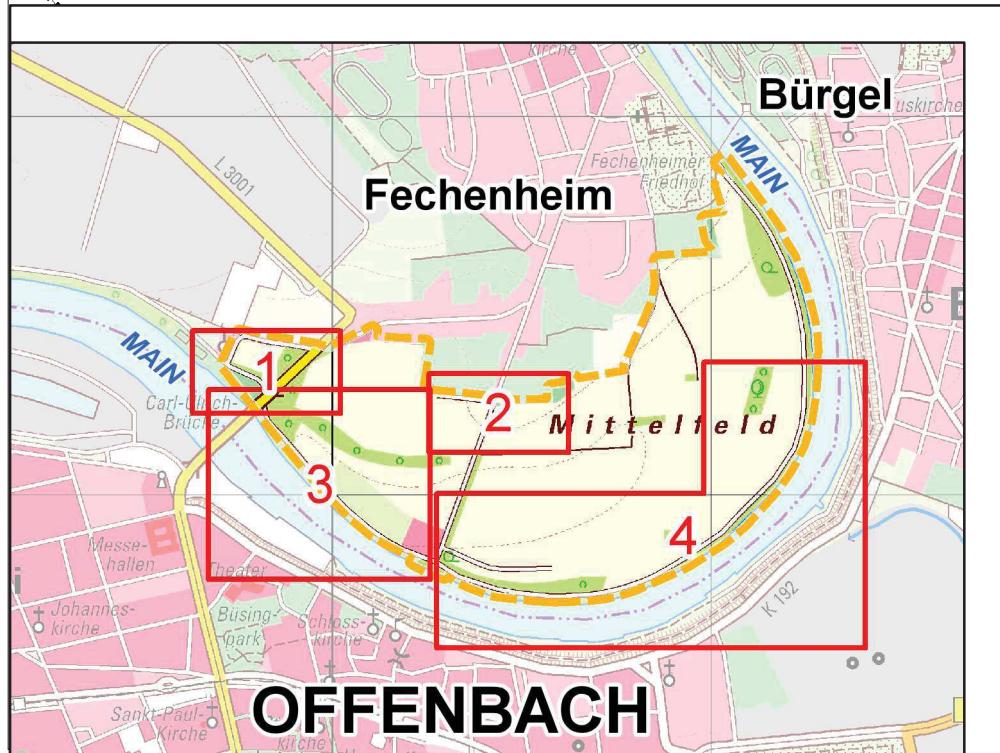 kirche
Bürgel
uskirche
MAIN
L 3001
Fechenheimer
Friedhof
Fechenheim
B
MAIN
1
Carl-Ulrich-
Brücke
2
Mittelfeld
3
4
Messe-
hallen
Theater
K 192
i
Johannes-
kirche
Büsing-
park
Schloss-
kirche
OFFENBACH
Sankt-Paul-
Kirche
kirche